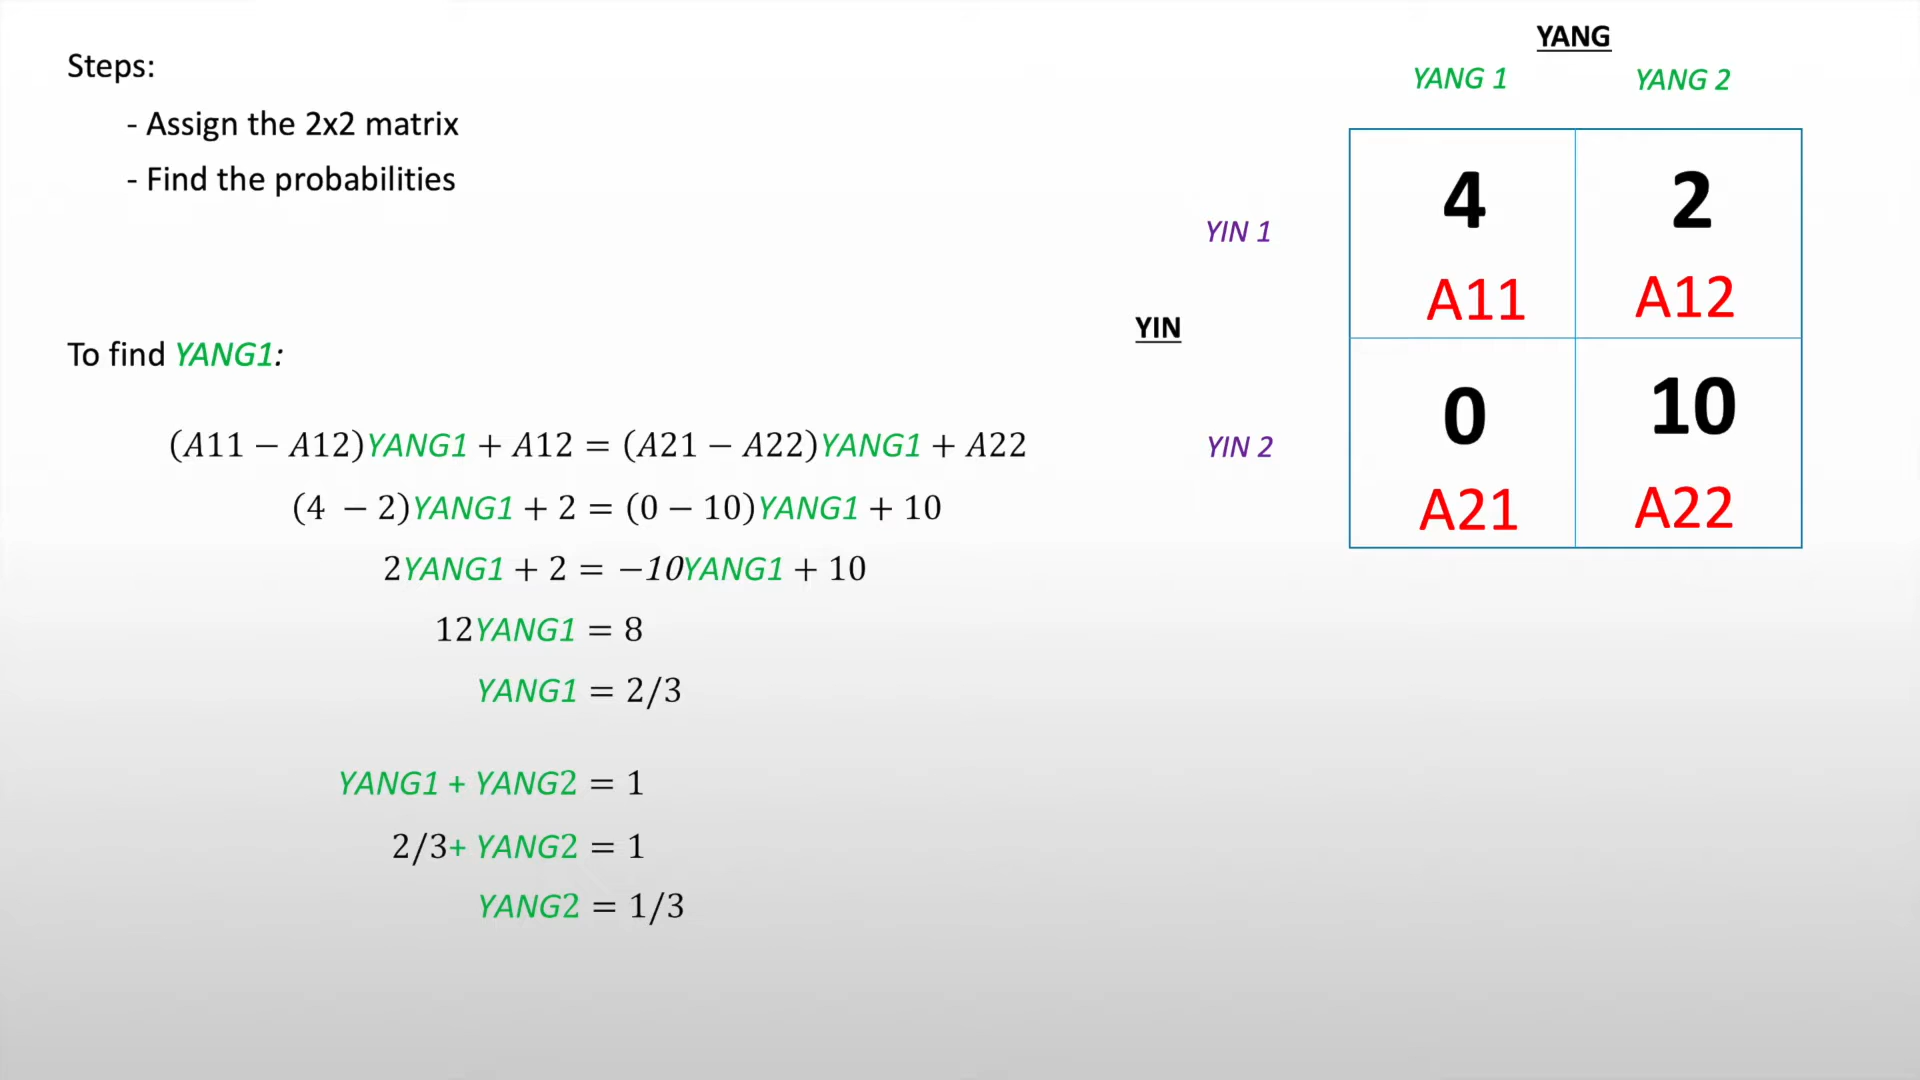 Steps:
- Assign the 2x2 matrix
- Find the probabilities
To find YANG1:
(A11 − A12)YANG1 + A12 = (A21 − A22)YANG1 + A22
(4 − 2)YANG1 + 2 = (0 − 10)YANG1 + 10
2YANG1 + 2 = −10YANG1 + 10
12YANG1 = 8
YANG1 = 2/3
YANG1 + YANG2 = 1
2/3+ YANG2 = 1
YANG2 = 1/3
YANG
YANG 1 YANG 2
YIN
YIN 1
4 2
A11 A12
YIN 2
0 10
A21 A22